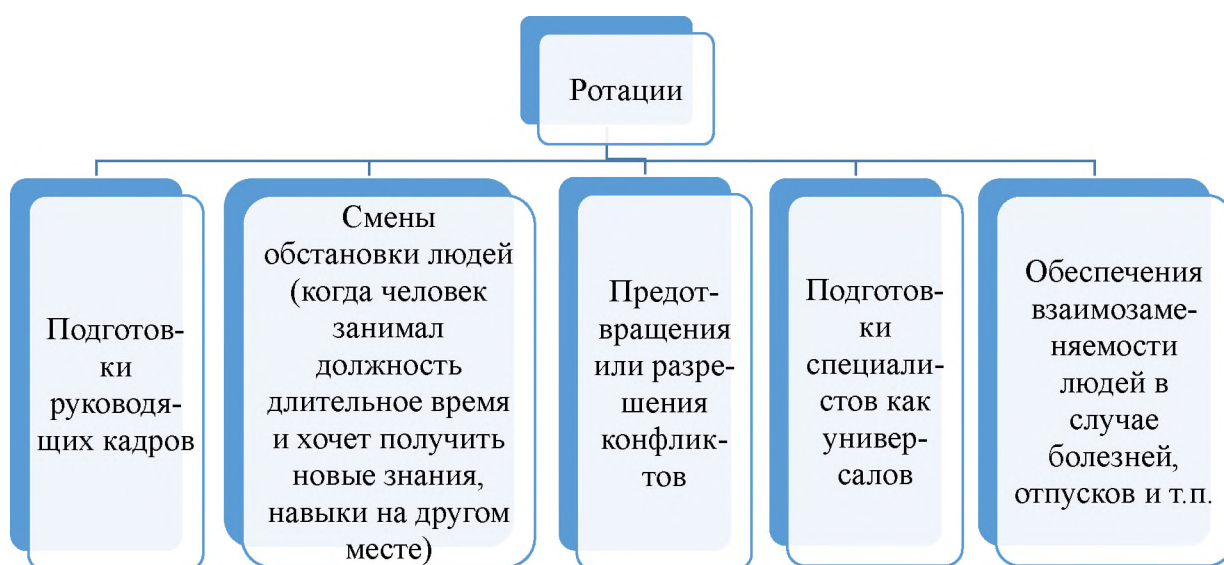 Ротации
Подготов-
ки
руководя-
щих кадров
Смены
обстановки людей
(когда человек
занимал
должность
длительное время
и хочет получить
новые знания,
навыки на другом
месте)
Предот-
вращения
или разре-
шения
конфлик-
тов
Подготов-
ки
специали-
стов как
универ-
салов
Обеспечения
взаимозаме-
няемости
людей в
случае
болезней,
отпусков и т.п.